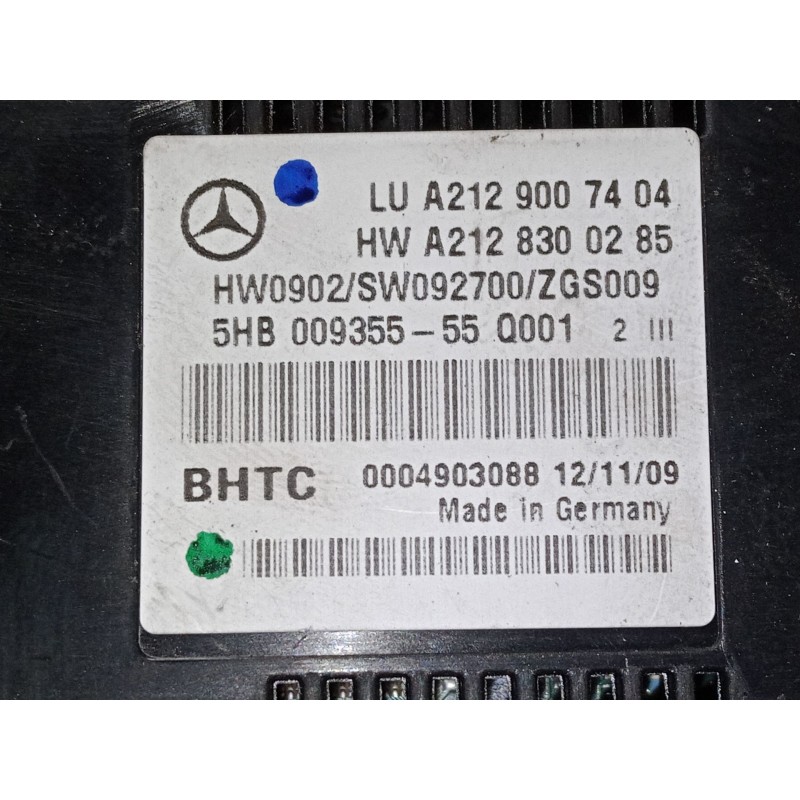 LU A212 900 74 04
HW A212 830 02 85
HW0902/SW092700/ZGS009
5HB 009355-55 Q001 2 III
BHTC 0004903088 12/11/09
Made in Germany